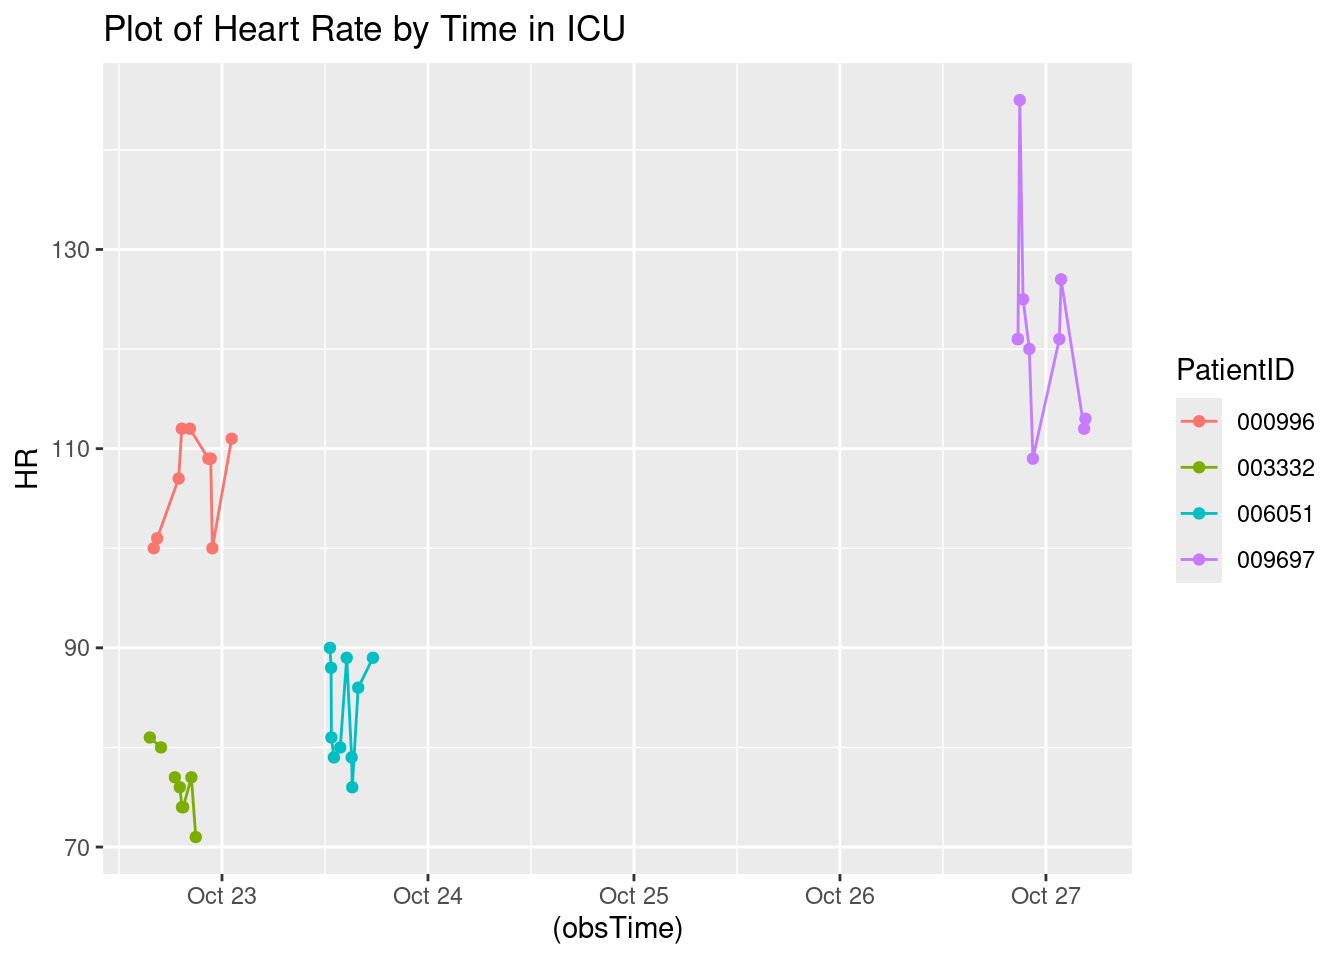 Plot of Heart Rate by Time in ICU
130
110
90
70
HR
Oct 23
Oct 24
Oct 25
Oct 26
Oct 27
(obsTime)
PatientID
000996
003332
006051
009697